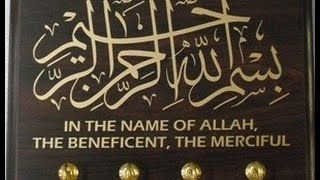 بسم الله الرحمن الرحيم
IN THE NAME OF ALLAH,
THE BENEFICENT, THE MERCIFUL